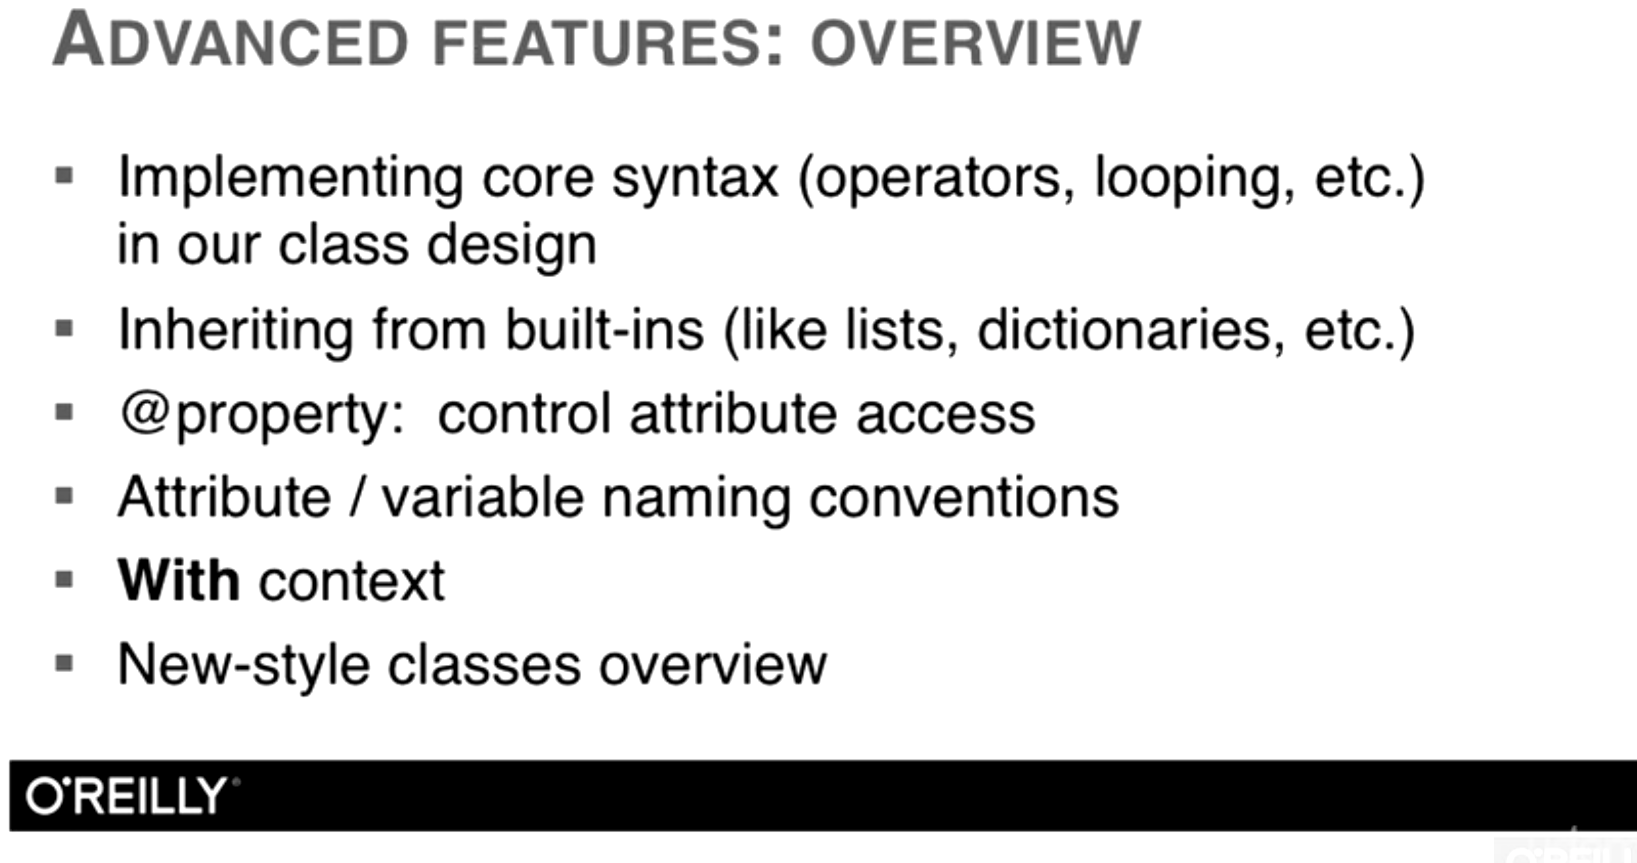 ADVANCED FEATURES: OVERVIEW
▪ Implementing core syntax (operators, looping, etc.)
in our class design
▪ Inheriting from built-ins (like lists, dictionaries, etc.)
▪ @property:  control attribute access
▪ Attribute / variable naming conventions
▪ With context
▪ New-style classes overview
O'REILLY®